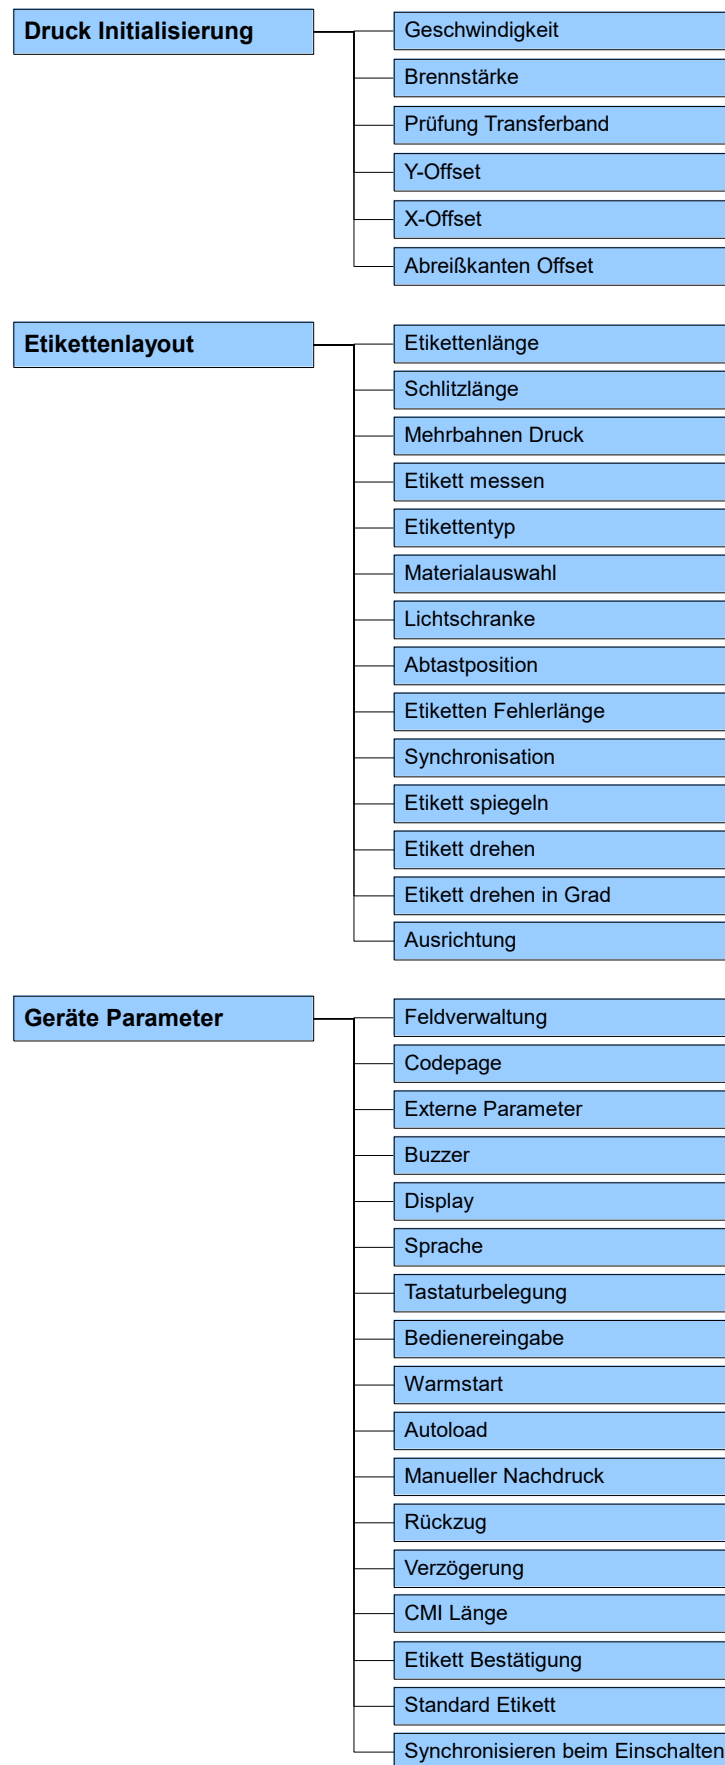 Druck Initialisierung
Geschwindigkeit
Brennstärke
Prüfung Transferband
Y-Offset
X-Offset
Abreißkanten Offset
Etikettenlayout
Etikettenlänge
Schlitzlänge
Mehrbahnen Druck
Etikett messen
Etikettentyp
Materialauswahl
Lichtschranke
Abtastposition
Etiketten Fehlerlänge
Synchronisation
Etikett spiegeln
Etikett drehen
Etikett drehen in Grad
Ausrichtung
Geräte Parameter
Feldverwaltung
Codepage
Externe Parameter
Buzzer
Display
Sprache
Tastaturbelegung
Bedienereingabe
Warmstart
Autoload
Manueller Nachdruck
Rückzug
Verzögerung
CMI Länge
Etikett Bestätigung
Standard Etikett
Synchronisieren beim Einschalten